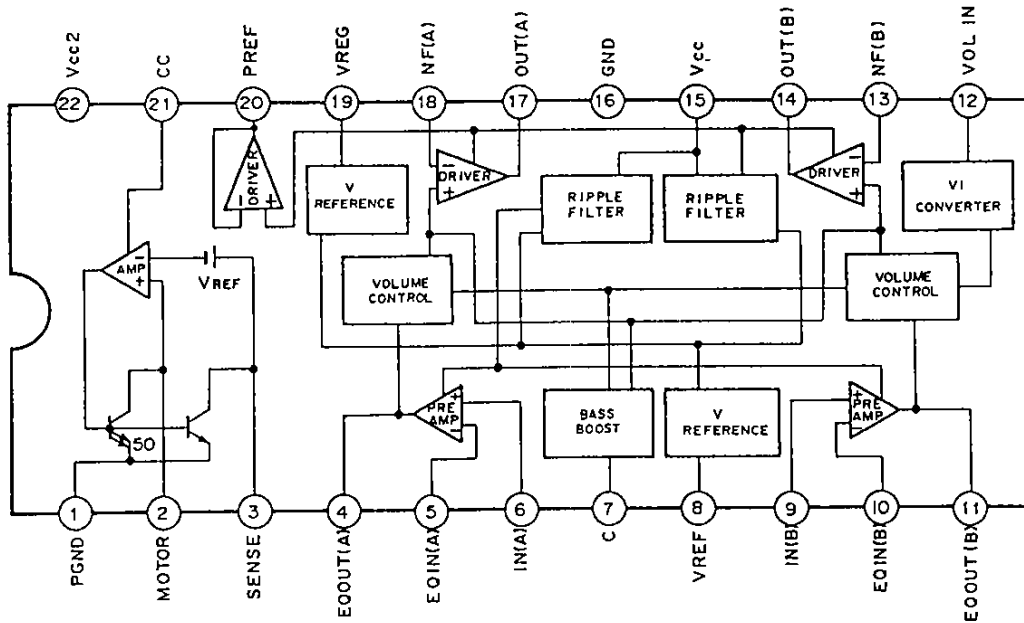 Vcc2 CC PREF VREG NF(A) OUT(A) GND Vcc OUT(B) NF(B) VOL IN
22 21 20 19 18 17 16 15 14 13 12
DRIVER
- +
V
REFERENCE
-
DRIVER
+
RIPPLE
FILTER
RIPPLE
FILTER
-
DRIVER
+
VI
CONVERTER
-
AMP
+
VREF
VOLUME
CONTROL
VOLUME
CONTROL
50
+
PRE
AMP
-
BASS
BOOST
V
REFERENCE
+
PRE
AMP
-
1 2 3 4 5 6 7 8 9 10 11
PGND MOTOR SENSE EQOUT(A) EQIN(A) IN(A) C VREF IN(B) EQIN(B) EQOUT(B)